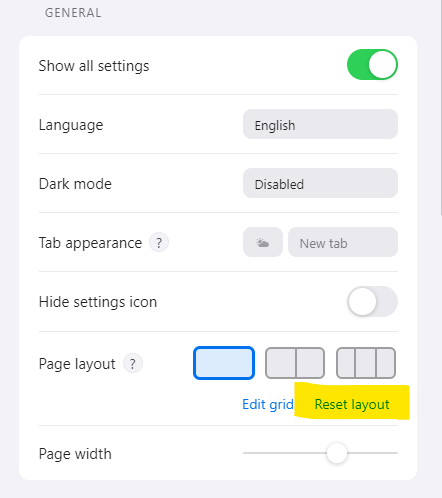 GENERAL
Show all settings
Language English
Dark mode Disabled
Tab appearance ? New tab
Hide settings icon
Page layout ?
Edit grid Reset layout
Page width